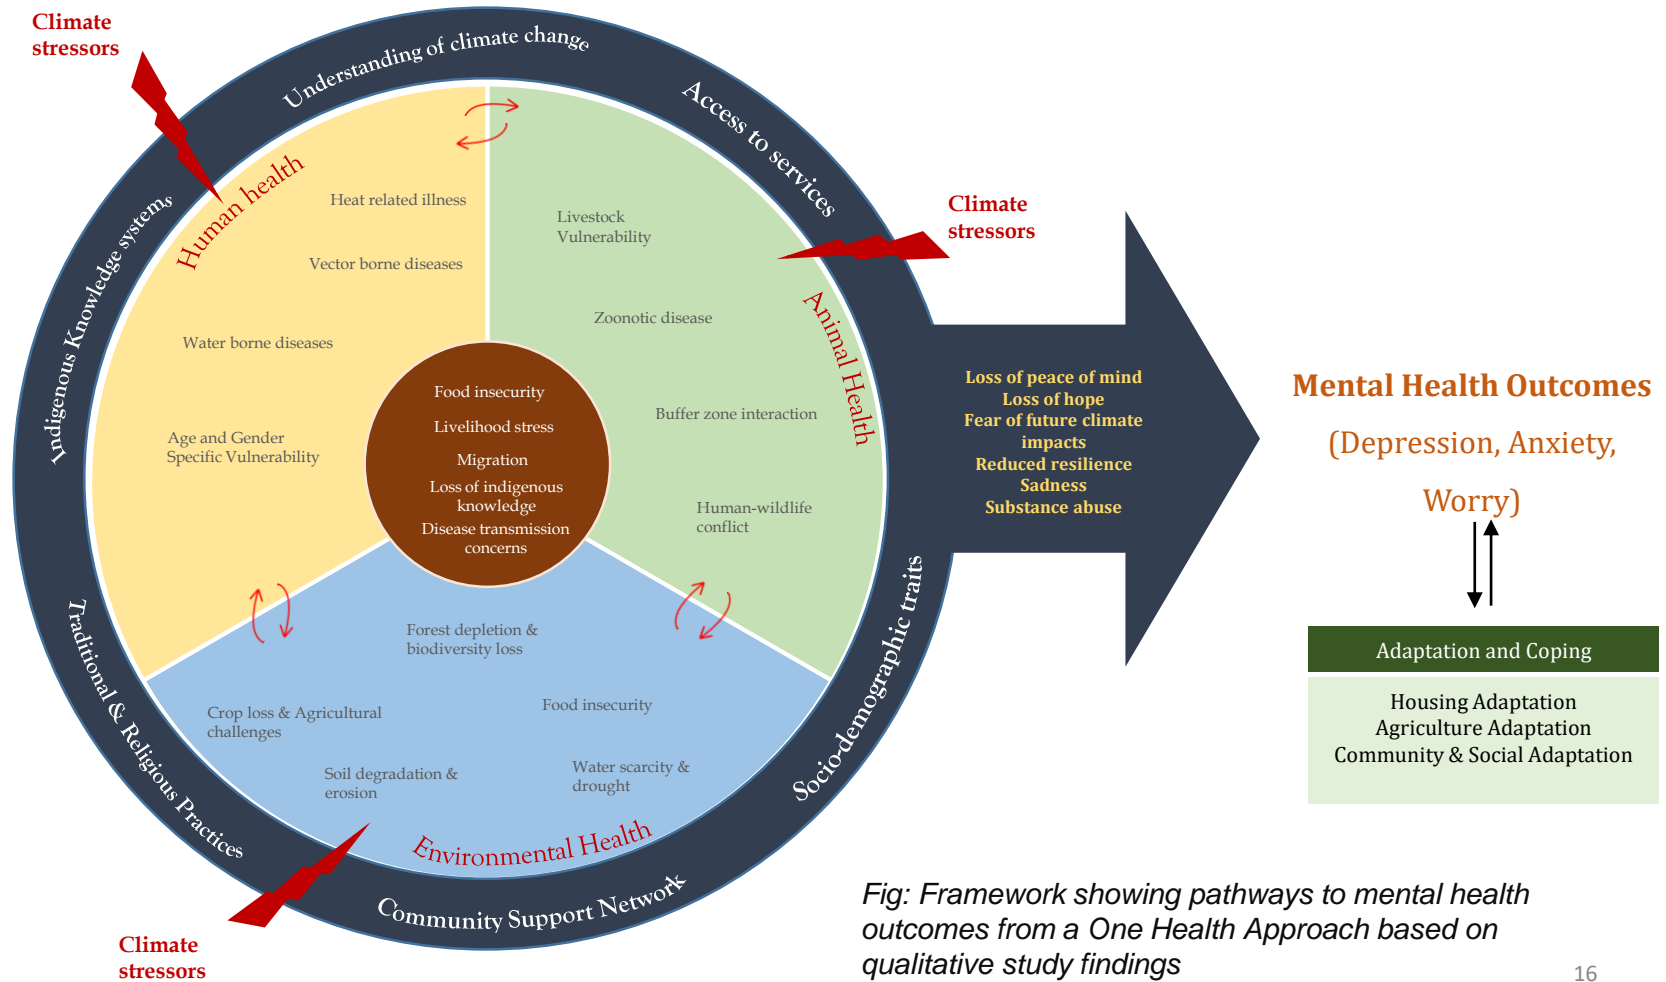 Climate
stressors
Understanding of climate change
Access to services
Indigenous Knowledge systems
Traditional & Religious Practices
Community Support Network
Socio-demographic traits
Human health
Heat related illness
Vector borne diseases
Water borne diseases
Age and Gender
Specific Vulnerability
Climate
stressors
Animal Health
Livestock
Vulnerability
Zoonotic disease
Buffer zone interaction
Human-wildlife
conflict
Food insecurity
Livelihood stress
Migration
Loss of indigenous
knowledge
Disease transmission
concerns
Forest depletion &
biodiversity loss
Crop loss & Agricultural
challenges
Food insecurity
Soil degradation &
erosion
Water scarcity &
drought
Environmental Health
Climate
stressors
Loss of peace of mind
Loss of hope
Fear of future climate
impacts
Reduced resilience
Sadness
Substance abuse
Mental Health Outcomes
(Depression, Anxiety,
Worry)
Adaptation and Coping
Housing Adaptation
Agriculture Adaptation
Community & Social Adaptation
Fig: Framework showing pathways to mental health
outcomes from a One Health Approach based on
qualitative study findings
16